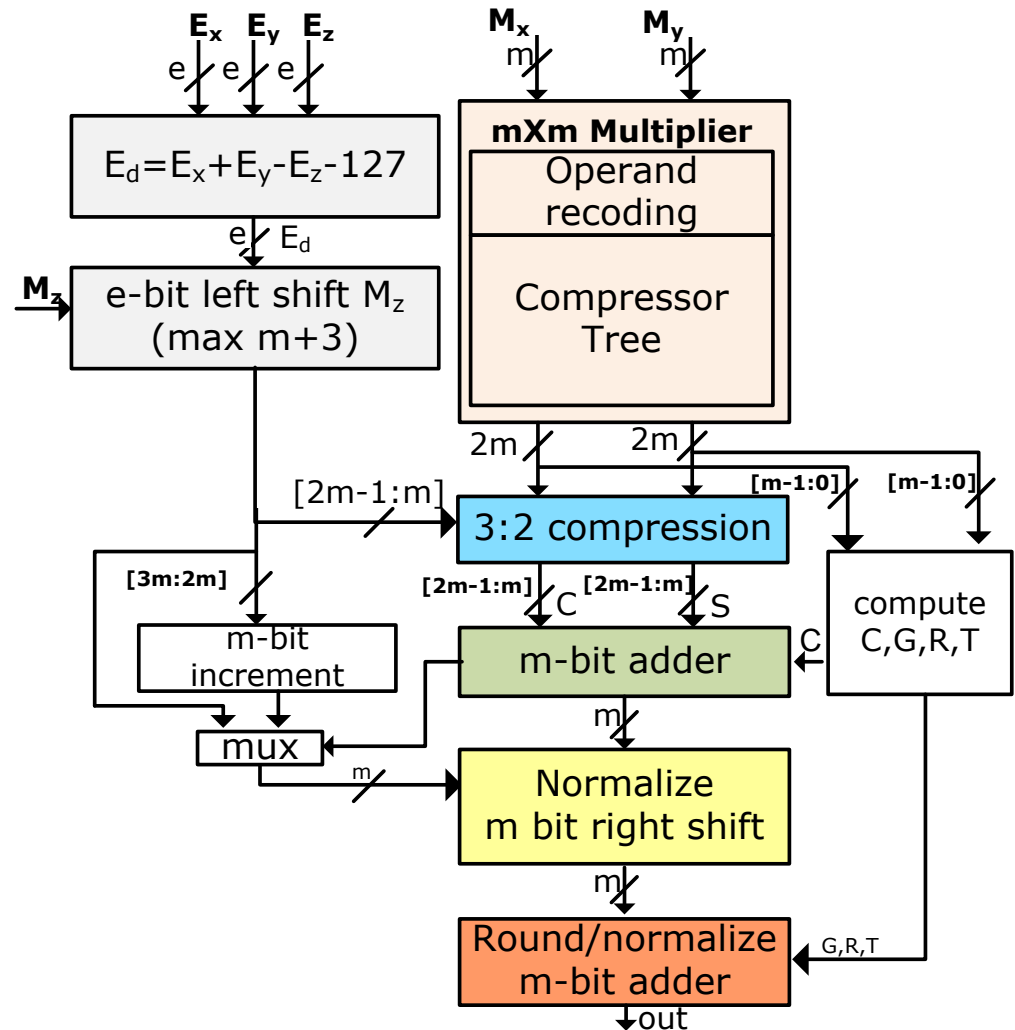 Ex Ey Ez
e e e
Mx My
m m
Ed=Ex+Ey-Ez-127
mXm Multiplier
Operand
recoding
Compressor
Tree
e Ed
Mz
e-bit left shift Mz
(max m+3)
2m 2m
[m-1:0] [m-1:0]
[2m-1:m]
3:2 compression
[3m:2m]
[2m-1:m] C [2m-1:m] S
compute
C,G,R,T
m-bit
increment
m-bit adder
C
mux
m
m
Normalize
m bit right shift
m
Round/normalize
m-bit adder
G,R,T
out